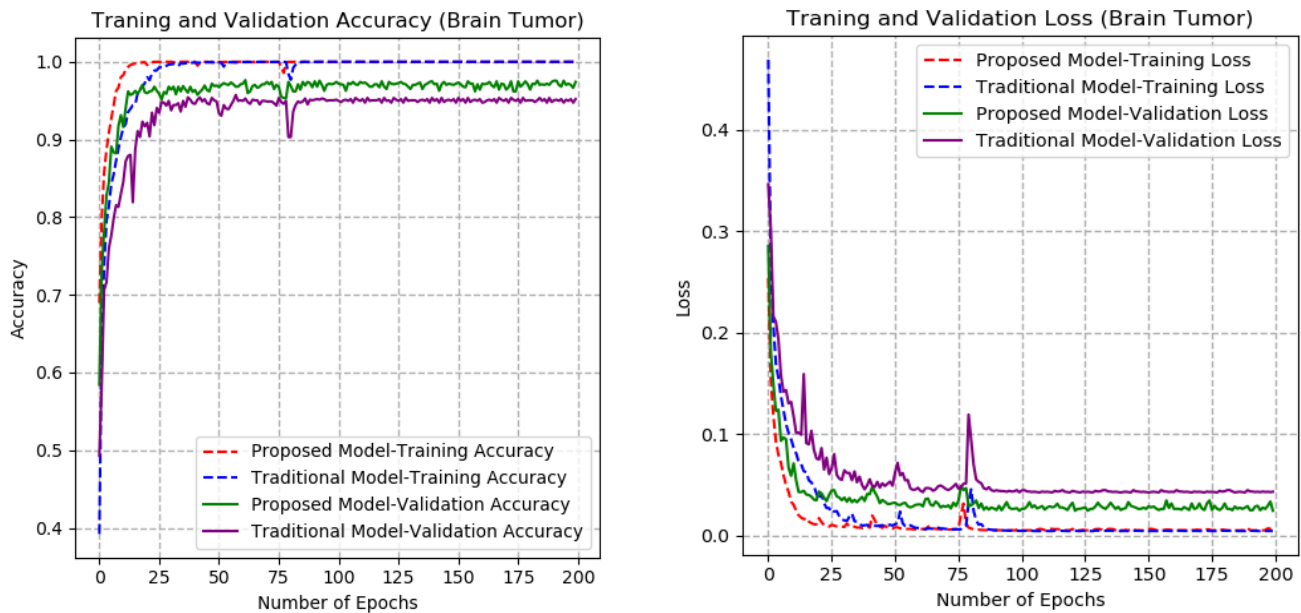 Traning and Validation Accuracy (Brain Tumor)
1.0
0.9
0.8
0.7
0.6
0.5
0.4
Accuracy
Proposed Model-Training Accuracy
Traditional Model-Training Accuracy
Proposed Model-Validation Accuracy
Traditional Model-Validation Accuracy
0 25 50 75 100 125 150 175 200
Number of Epochs
Traning and Validation Loss (Brain Tumor)
Proposed Model-Training Loss
Traditional Model-Training Loss
Proposed Model-Validation Loss
Traditional Model-Validation Loss
0.4
0.3
0.2
0.1
0.0
Loss
0 25 50 75 100 125 150 175 200
Number of Epochs